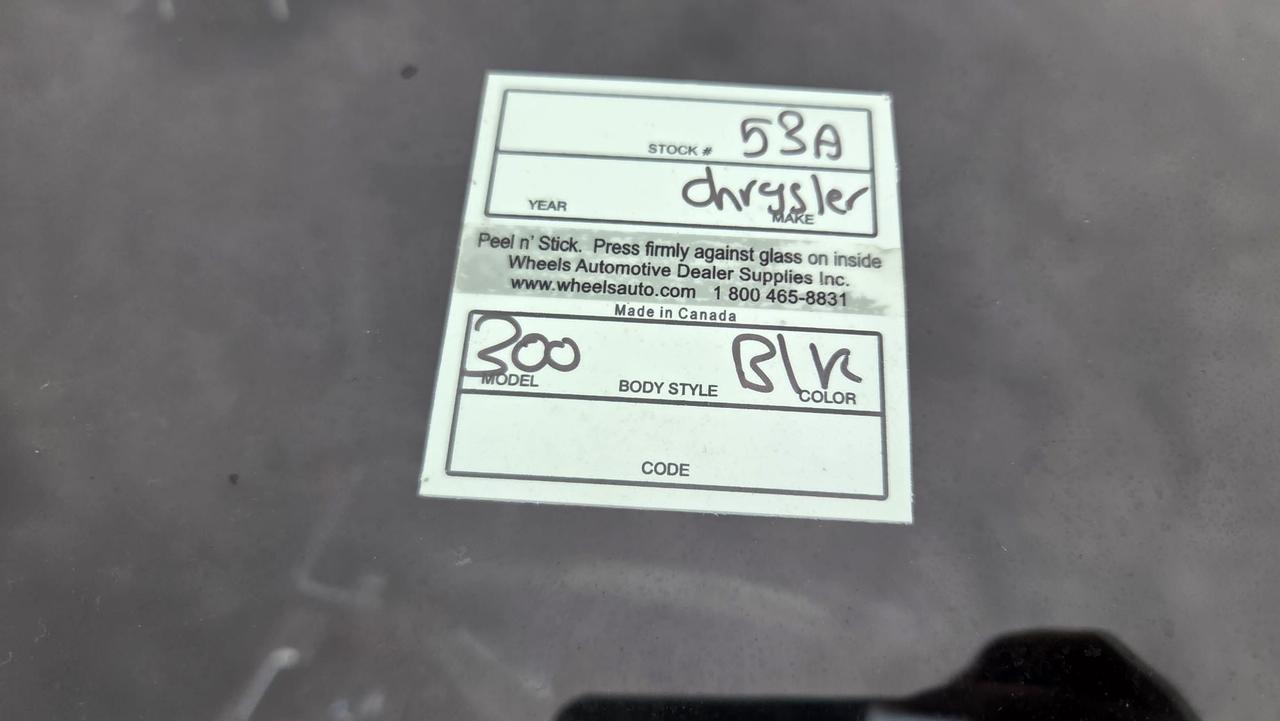 STOCK # 53A
Chrysler
YEAR MAKE
Peel n' Stick. Press firmly against glass on inside
Wheels Automotive Dealer Supplies Inc.
www.wheelsauto.com 1 800 465-8831
Made in Canada
300 Blk
MODEL BODY STYLE COLOR
CODE